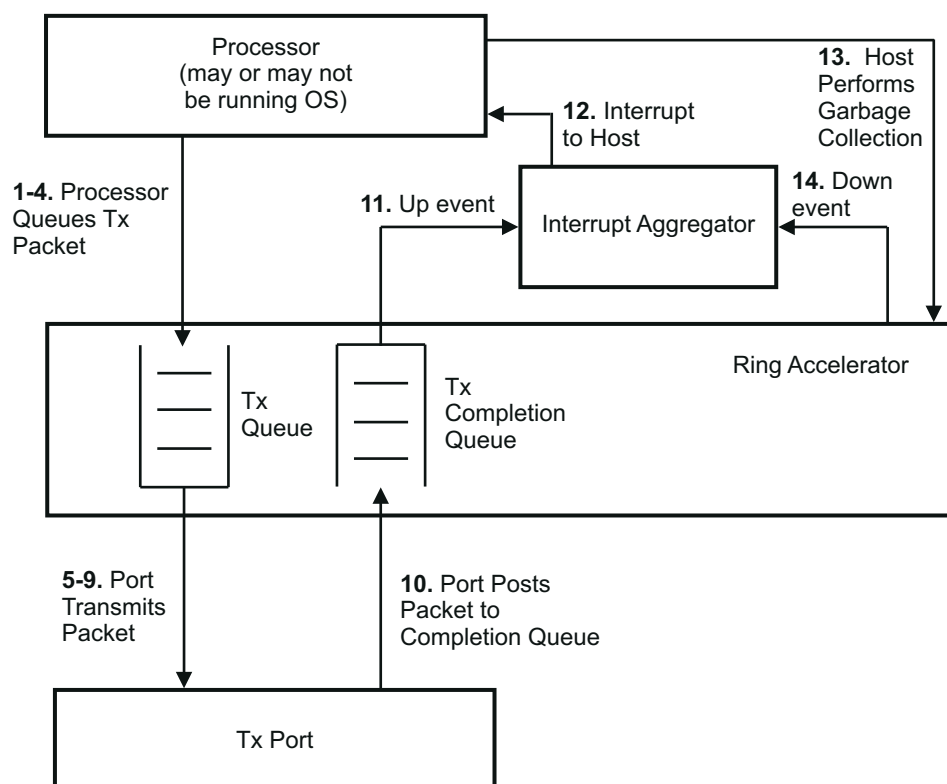 Processor
(may or may not
be running OS)
13. Host
Performs
Garbage
Collection
12. Interrupt
to Host
1-4. Processor
Queues Tx
Packet
11. Up event
Interrupt Aggregator
14. Down
event
Ring Accelerator
Tx
Queue
Tx
Completion
Queue
5-9. Port
Transmits
Packet
10. Port Posts
Packet to
Completion Queue
Tx Port